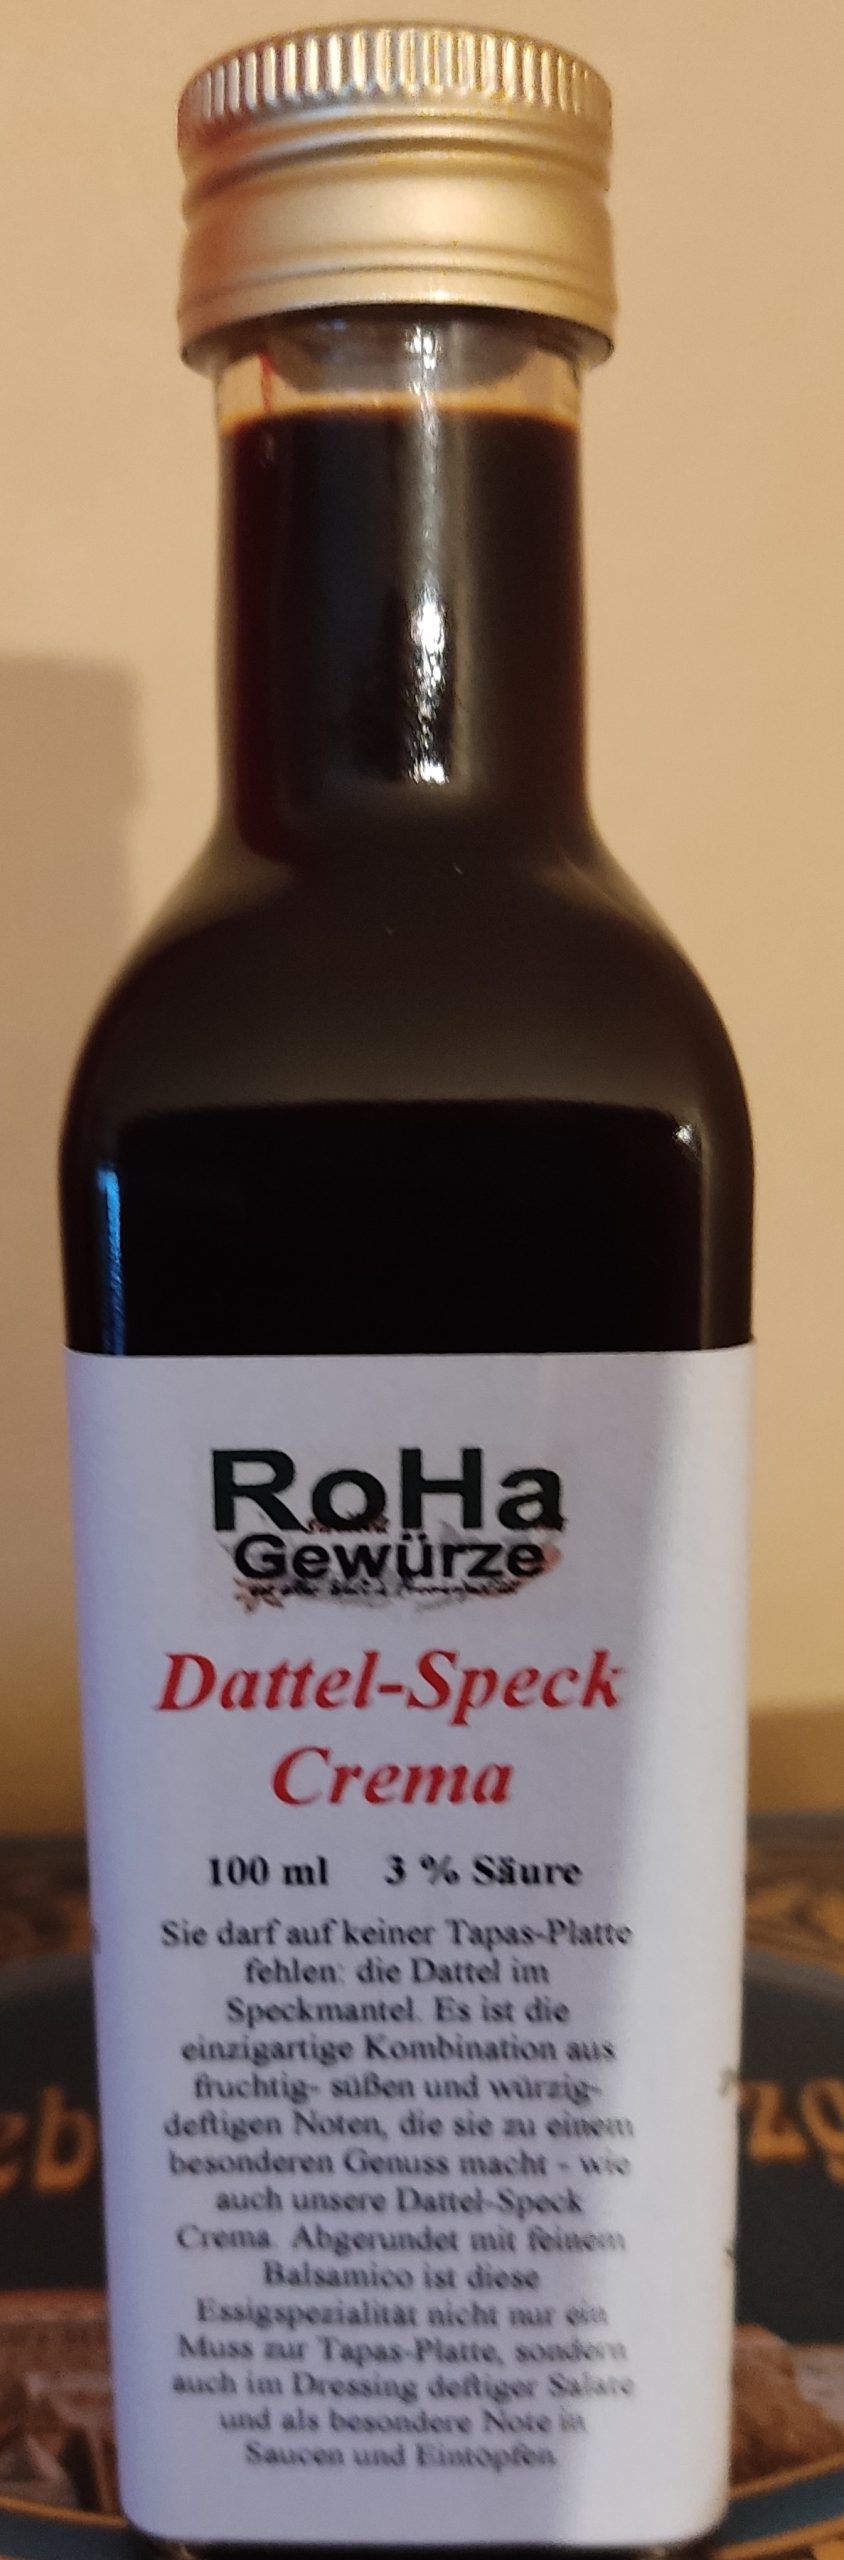 RoHa
Gewürze
Dattel-Speck
Crema
100 ml 3 % Säure
Sie darf auf keiner Tapas-Platte
fehlen: die Dattel im
Speckmantel. Es ist die
einzigartige Kombination aus
fruchtig- süßen und würzig-
deftigen Noten, die sie zu einem
besonderen Genuss macht - wie
auch unsere Dattel-Speck
Crema. Abgerundet mit feinem
Balsamico ist diese
Essigspezialität nicht nur ein
Muss zur Tapas-Platte, sondern
auch im Dressing deftiger Salate
und als besondere Note in
Saucen und Eintöpfen